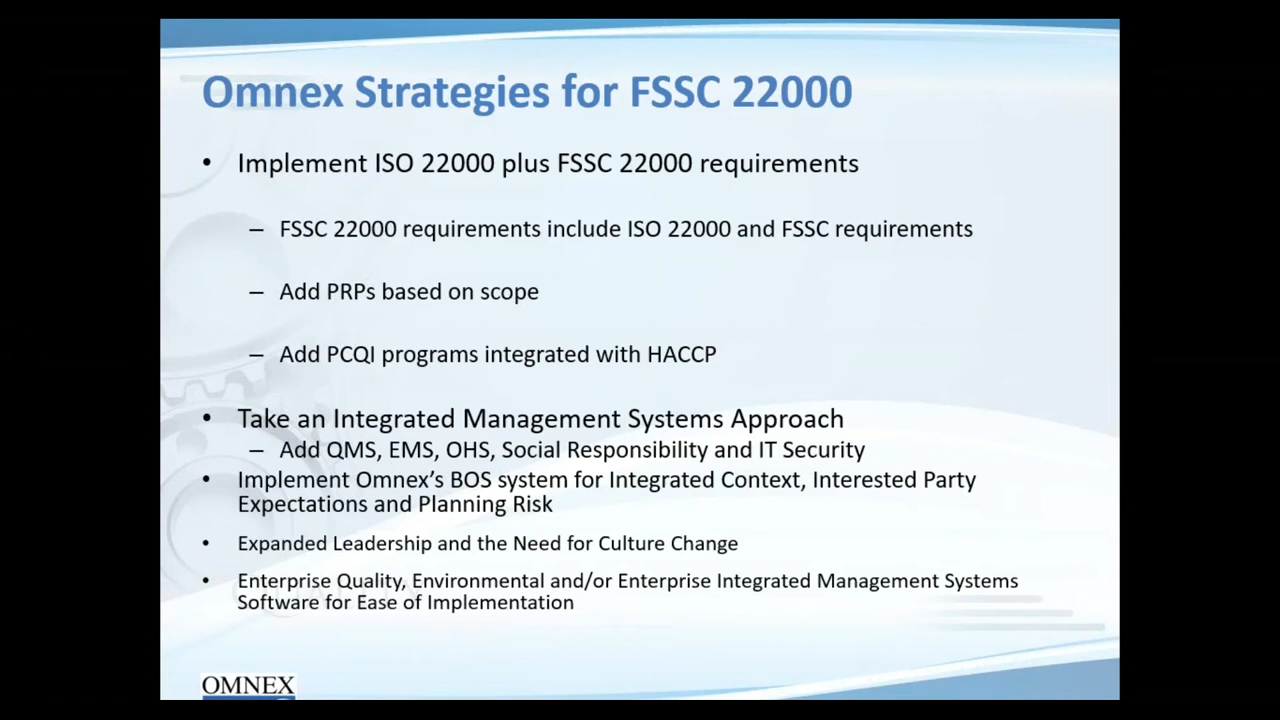 Omnex Strategies for FSSC 22000
• Implement ISO 22000 plus FSSC 22000 requirements
– FSSC 22000 requirements include ISO 22000 and FSSC requirements
– Add PRPs based on scope
– Add PCQI programs integrated with HACCP
• Take an Integrated Management Systems Approach
– Add QMS, EMS, OHS, Social Responsibility and IT Security
• Implement Omnex’s BOS system for Integrated Context, Interested Party
Expectations and Planning Risk
• Expanded Leadership and the Need for Culture Change
• Enterprise Quality, Environmental and/or Enterprise Integrated Management Systems
Software for Ease of Implementation
OMNEX